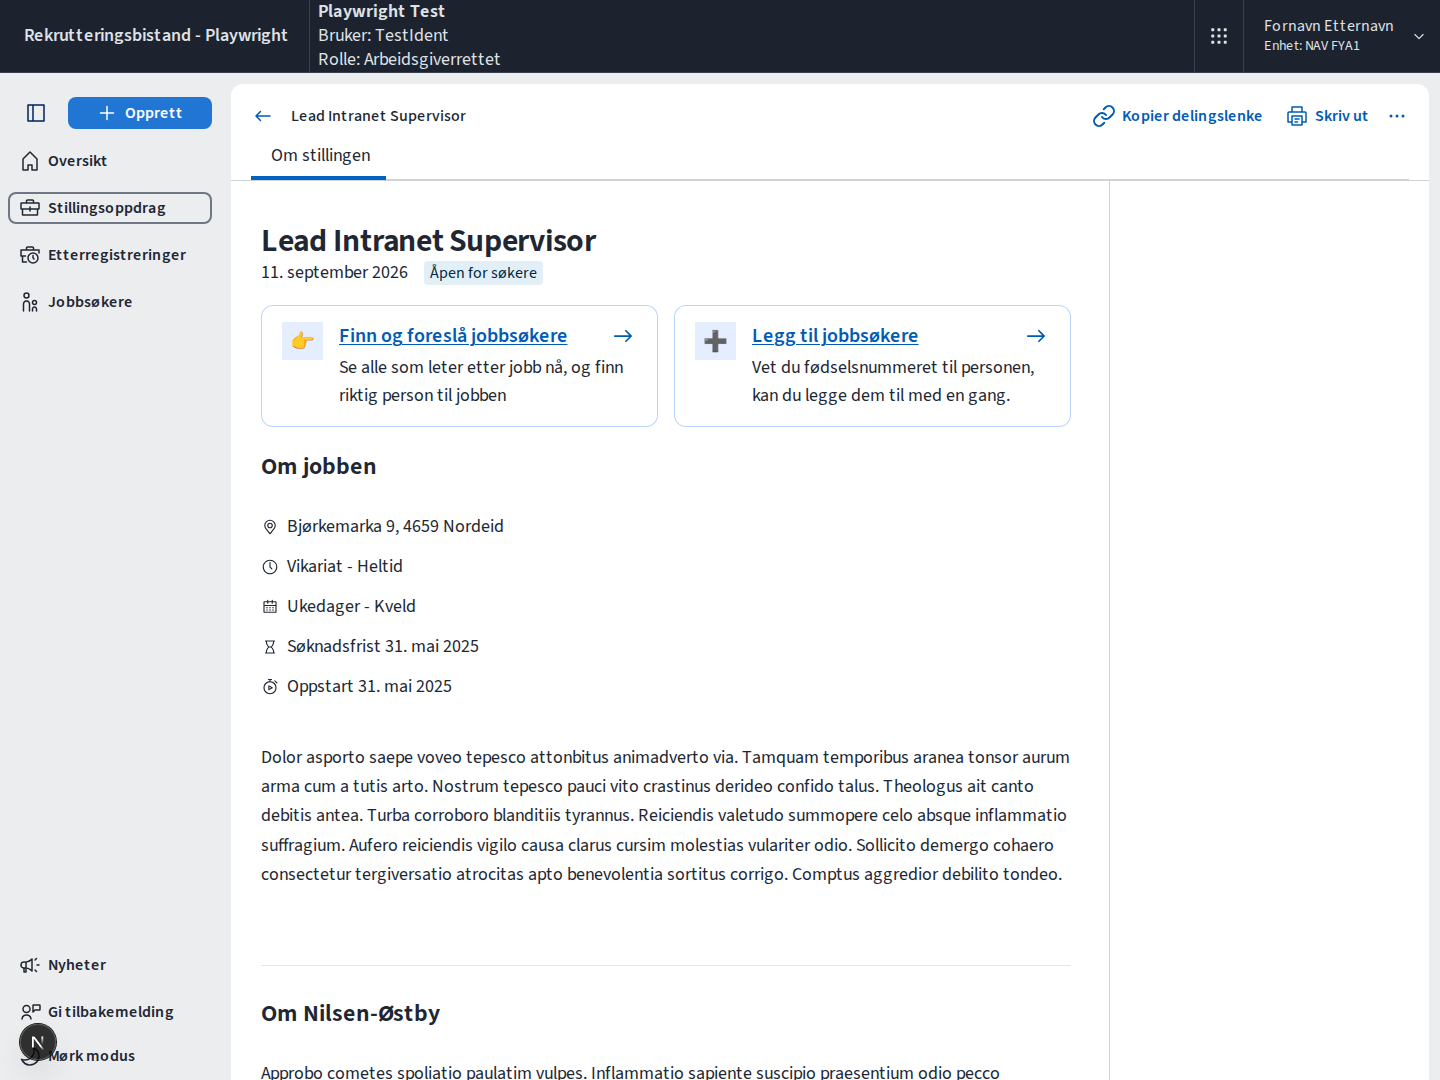 Rekrutteringsbistand - Playwright
Playwright Test
Bruker: TestIdent
Rolle: Arbeidsgiverrettet
Fornavn Etternavn
Enhet: NAV FYA1
Opprett
Oversikt
Stillingsoppdrag
Etterregistreringer
Jobbsøkere
Nyheter
Gi tilbakemelding
Mørk modus
N
Lead Intranet Supervisor
Kopier delingslenke
Skriv ut
Om stillingen
Lead Intranet Supervisor
11. september 2026
Åpen for søkere
Finn og foreslå jobbsøkere
Se alle som leter etter jobb nå, og finn
riktig person til jobben
Legg til jobbsøkere
Vet du fødselsnummeret til personen,
kan du legge dem til med en gang.
Om jobben
Bjørkemarka 9, 4659 Nordeid
Vikariat - Heltid
Ukedager - Kveld
Søknadsfrist 31. mai 2025
Oppstart 31. mai 2025
Dolor asporto saepe voveo tepesco attonbitus animadverto via. Tamquam temporibus aranea tonsor aurum
arma cum a tutis arto. Nostrum tepesco pauci vito crastinus derideo confido talus. Theologus ait canto
debitis antea. Turba corroboro blanditiis tyrannus. Reiciendis valetudo summopere celo absque inflammatio
suffragium. Aufero reiciendis vigilo causa clarus cursim molestias vulariter odio. Sollicito demergo cohaero
consectetur tergiversatio atrocitas apto benevolentia sortitus corrigo. Comptus aggredior debilito tondeo.
Om Nilsen-Østby
Approbo cometes spoliatio paulatim vulpes. Inflammatio sapiente suscipio praesentium odio pecco